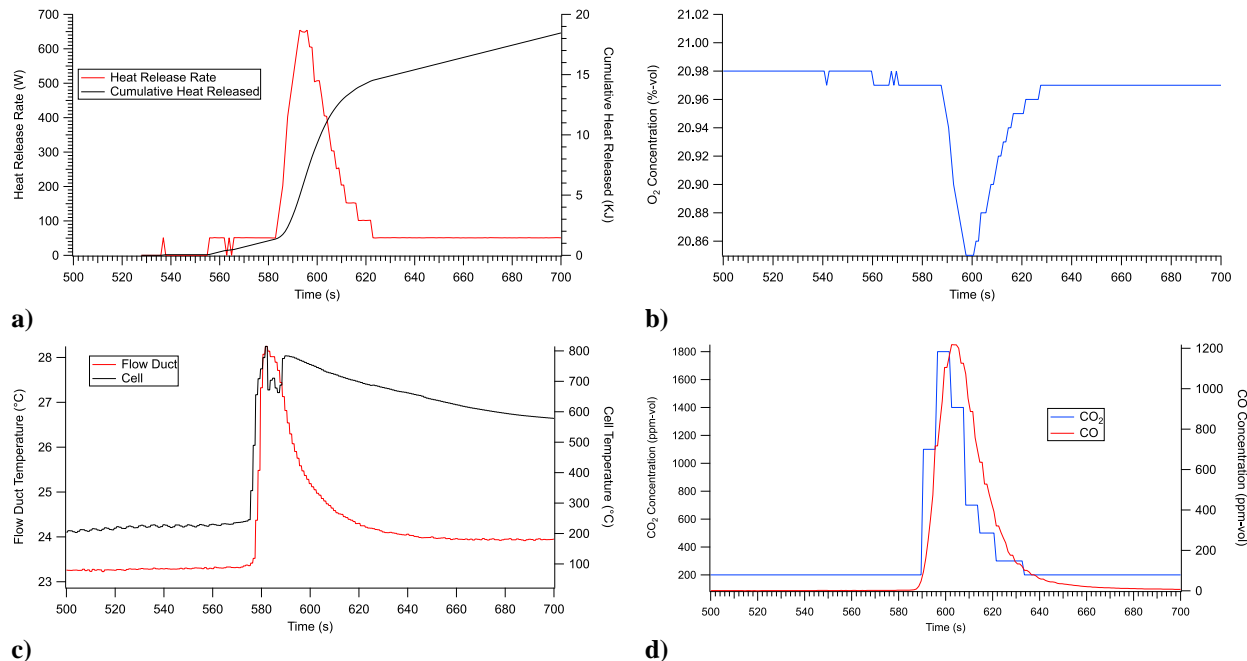 700
600
500
400
300
200
100
0
Heat Release Rate (W)
Heat Release Rate
Cumulative Heat Released
20
15
10
5
0
Cumulative Heat Released (KJ)
500 520 540 560 580 600 620 640 660 680 700
Time (s)
a)
21.02
21.00
20.98
20.96
20.94
20.92
20.90
20.88
20.86
O2 Concentration (%-vol)
500 520 540 560 580 600 620 640 660 680 700
Time (s)
b)
28
27
26
25
24
23
Flow Duct Temperature (°C)
Flow Duct
Cell
800
700
600
500
400
300
200
100
Cell Temperature (°C)
500 520 540 560 580 600 620 640 660 680 700
Time (s)
c)
1800
1600
1400
1200
1000
800
600
400
200
CO2 Concentration (ppm-vol)
CO2
CO
1200
1000
800
600
400
200
0
CO Concentration (ppm-vol)
500 520 540 560 580 600 620 640 660 680 700
Time (s)
d)